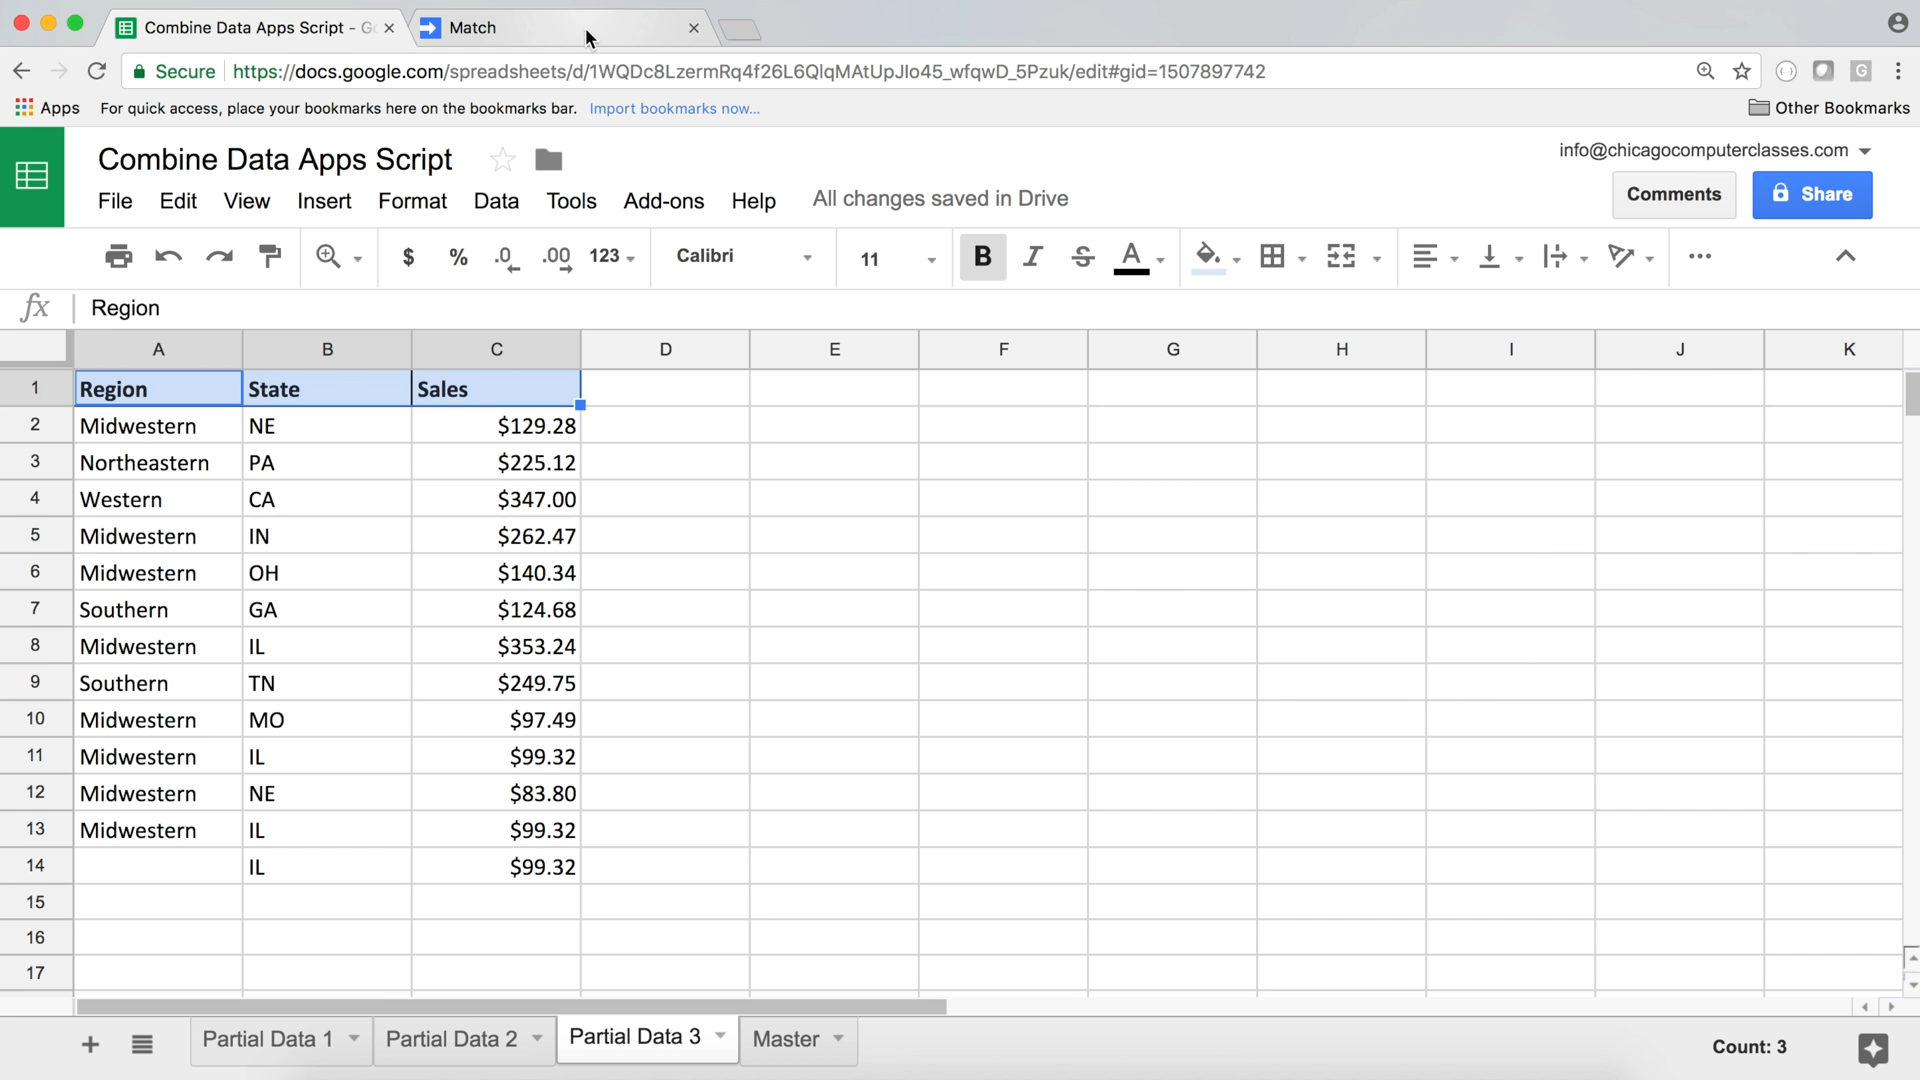 Combine Data Apps Script - G
Match
Secure
https://docs.google.com/spreadsheets/d/1WQDc8LzermRq4f26L6QlqMAtUpJIo45_wfqwD_5Pzuk/edit#gid=1507897742
G
Apps
For quick access, place your bookmarks here on the bookmarks bar.
Import bookmarks now...
Other Bookmarks
Combine Data Apps Script
info@chicagocomputerclasses.com
File Edit View Insert Format Data Tools Add-ons Help
All changes saved in Drive
Comments
Share
$ % .0 .00 123
Calibri
11
B I S A
fx Region
A B C D E F G H I J K
1 Region State Sales
2 Midwestern NE $129.28
3 Northeastern PA $225.12
4 Western CA $347.00
5 Midwestern IN $262.47
6 Midwestern OH $140.34
7 Southern GA $124.68
8 Midwestern IL $353.24
9 Southern TN $249.75
10 Midwestern MO $97.49
11 Midwestern IL $99.32
12 Midwestern NE $83.80
13 Midwestern IL $99.32
14 IL $99.32
15
16
17
Partial Data 1
Partial Data 2
Partial Data 3
Master
Count: 3